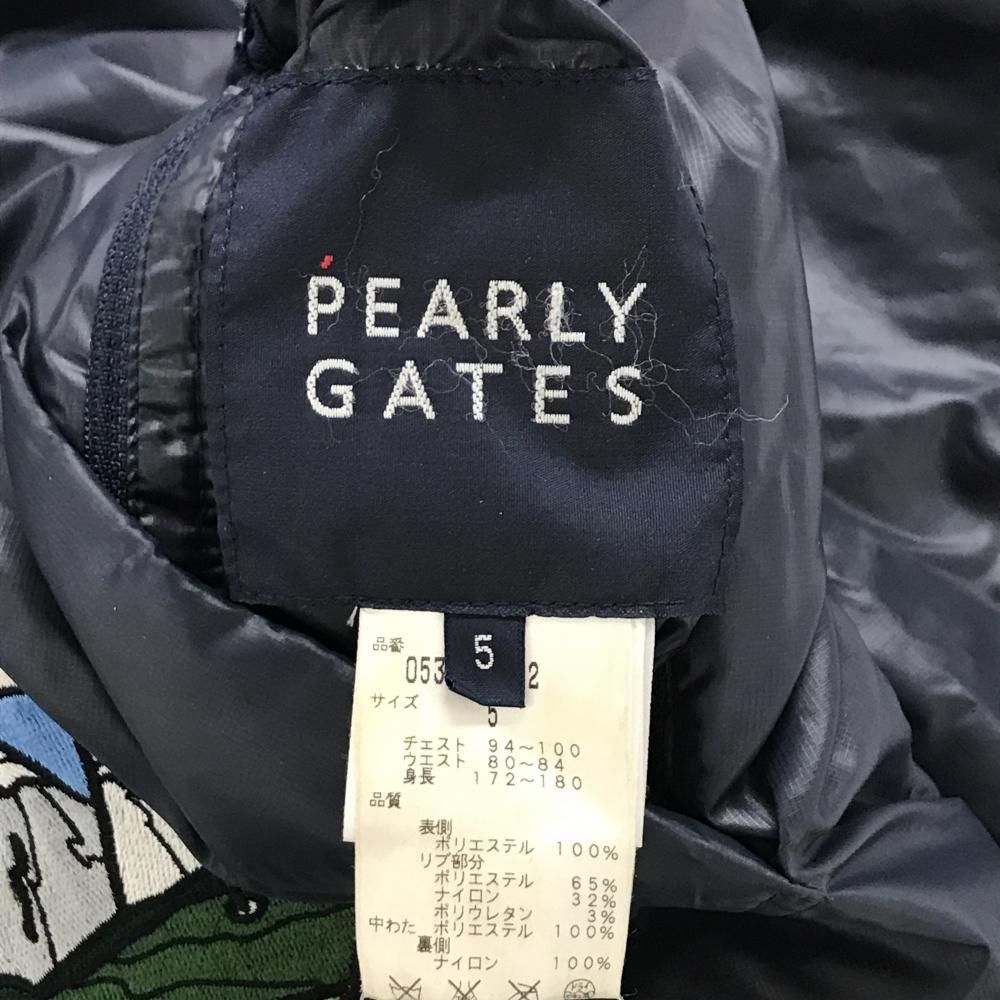 PEARLY
GATES
5
品番
053 2
サイズ
5
チェスト 94〜100
ウエスト 80〜84
身長 172〜180
品質
表側
ポリエステル 100%
リブ部分
ポリエステル 65%
ナイロン 32%
ポリウレタン 3%
中わた ポリエステル 100%
裏側
ナイロン 100%